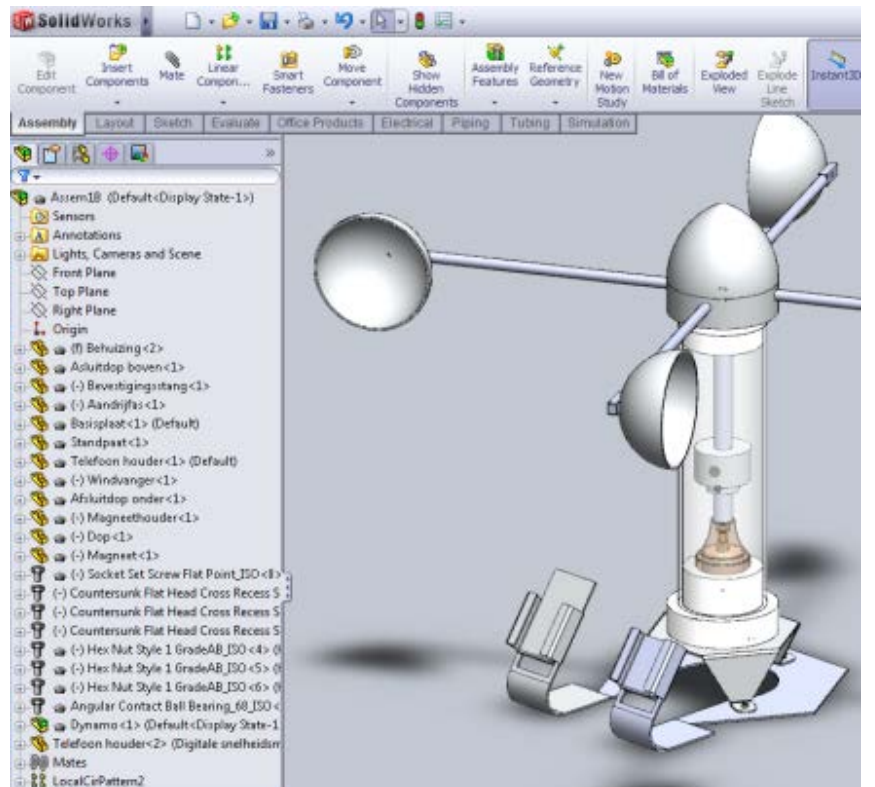 SolidWorks
Edit Component
Insert Components
Mate
Linear Compon...
Smart Fasteners
Move Component
Show Hidden Components
Assembly Features
Reference Geometry
New Motion Study
Bill of Materials
Exploded View
Explode Line Sketch
Instant3D
Assembly Layout Sketch Evaluate Office Products Electrical Piping Tubing Simulation
Assem18 (Default<Display State-1>)
Sensors
Annotations
Lights, Cameras and Scene
Front Plane
Top Plane
Right Plane
Origin
(f) Behuizing<2>
Asluitdop boven<1>
(-) Bevestigingsstang<1>
(-) Aandrijfas<1>
Basisplaat<1> (Default)
Standpaat<1>
Telefoon houder<1> (Default)
(-) Windvanger<1>
Afsluitdop onder<1>
(-) Magneethouder<1>
(-) Dop<1>
(-) Magneet<1>
(-) Socket Set Screw Flat Point_ISO<8>
(-) Countersunk Flat Head Cross Recess S
(-) Countersunk Flat Head Cross Recess S
(-) Countersunk Flat Head Cross Recess S
(-) Hex Nut Style 1 GradeAB_ISO<4>
(-) Hex Nut Style 1 GradeAB_ISO<5>
(-) Hex Nut Style 1 GradeAB_ISO<6>
Angular Contact Ball Bearing_68_ISO<
Dynamo<1> (Default<Display State-1
Telefoon houder<2> (Digitale snelheidsm
Mates
LocalCirPattern2